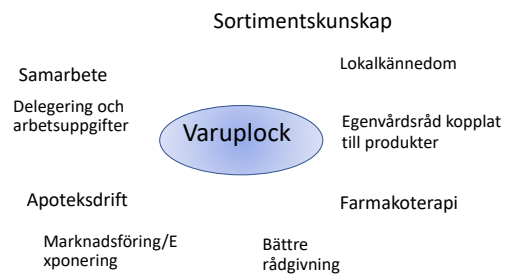 Sortimentskunskap
Lokalkännedom
Samarbete
Delegering och
arbetsuppgifter
Varuplock
Egenvårdsråd kopplat
till produkter
Apoteksdrift
Farmakoterapi
Marknadsföring/E
xponering
Bättre
rådgivning